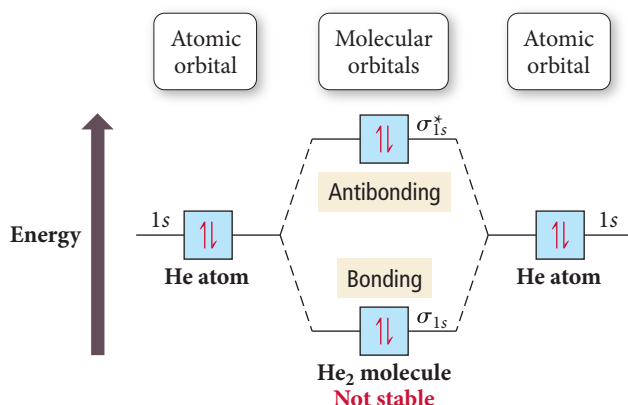 Atomic
orbital
Molecular
orbitals
Atomic
orbital
Energy
σ*1s
Antibonding
1s
He atom
1s
He atom
Bonding
σ1s
He₂ molecule
Not stable